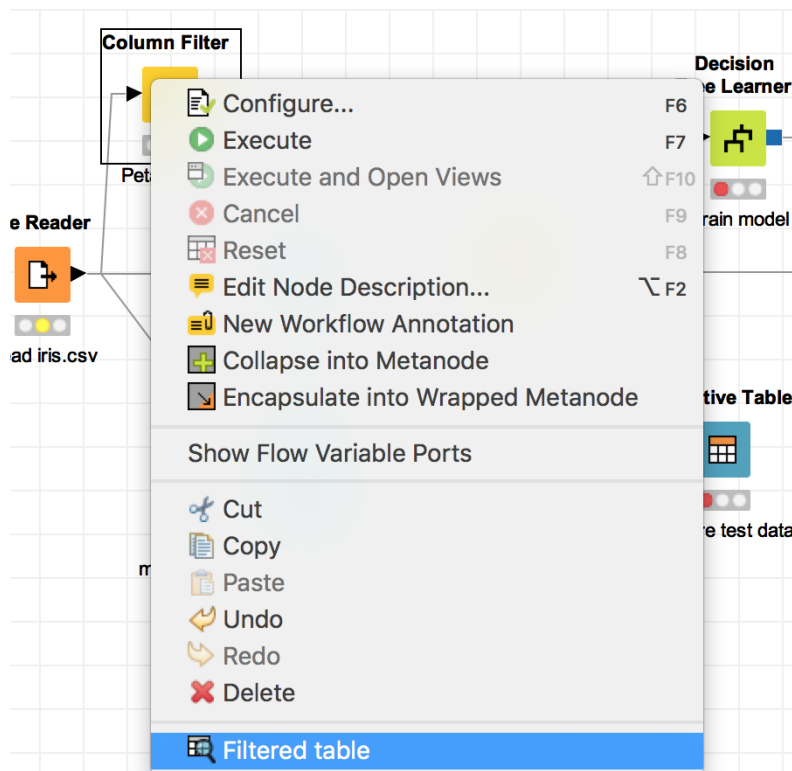 Column Filter
Decision
ee Learner
Configure... F6
Execute F7
Execute and Open Views ⇧F10
Cancel F9
Reset F8
Edit Node Description... ⌥F2
New Workflow Annotation
Collapse into Metanode
Encapsulate into Wrapped Metanode
Show Flow Variable Ports
Cut
Copy
Paste
Undo
Redo
Delete
Filtered table
Peta
e Reader
ad iris.csv
rain model
tive Table
re test data
m